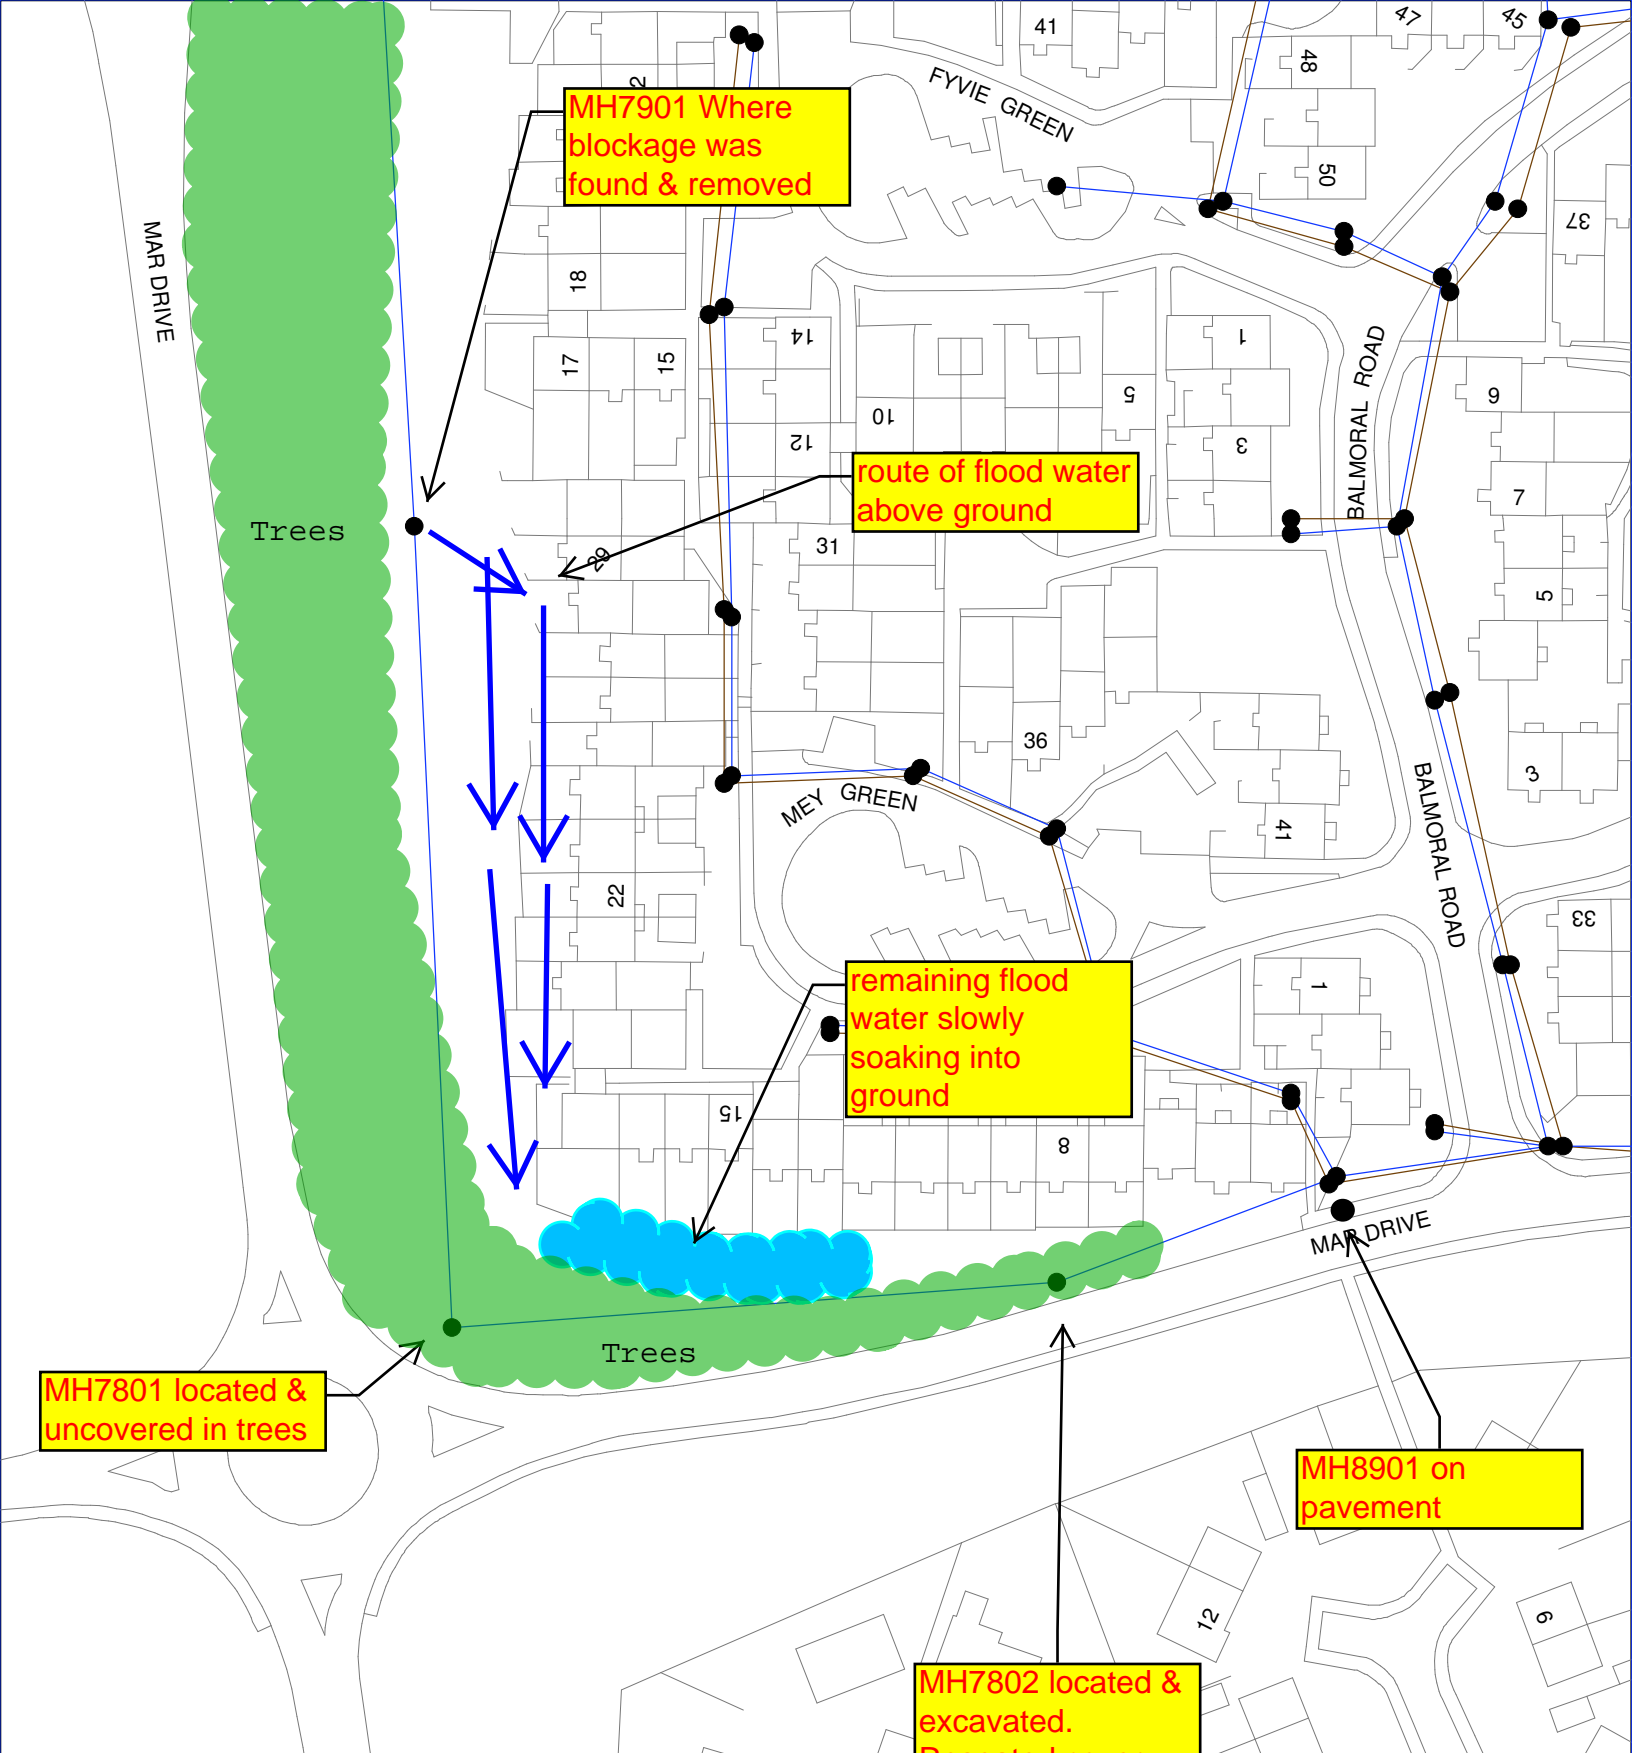 41
47
45
48
FYVIE GREEN
2
MH7901 Where
blockage was
found & removed
50
37
MAR DRIVE
18
14
1
BALMORAL ROAD
17
15
5
6
10
12
3
route of flood water
above ground
7
Trees
31
29
5
36
3
MEY GREEN
41
BALMORAL ROAD
22
33
remaining flood
water slowly
soaking into
ground
1
15
8
MAR DRIVE
Trees
MH7801 located &
uncovered in trees
MH8901 on
pavement
12
MH7802 located &
excavated.